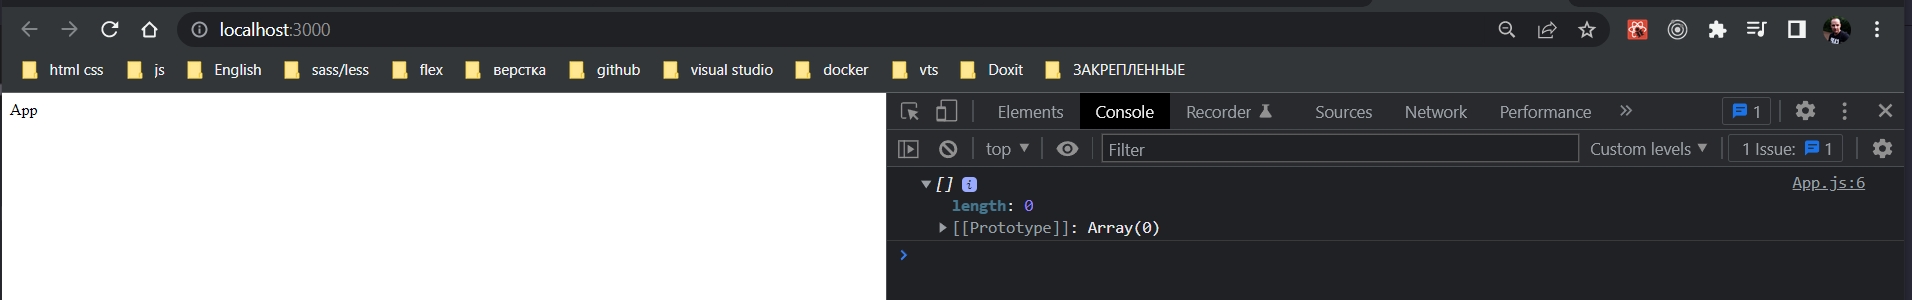 localhost:3000
html css js English sass/less flex верстка github visual studio docker vts Doxit ЗАКРЕПЛЕННЫЕ
App
Elements Console Recorder Sources Network Performance 1
top Filter Custom levels 1 Issue: 1
[] i App.js:6
length: 0
[[Prototype]]: Array(0)